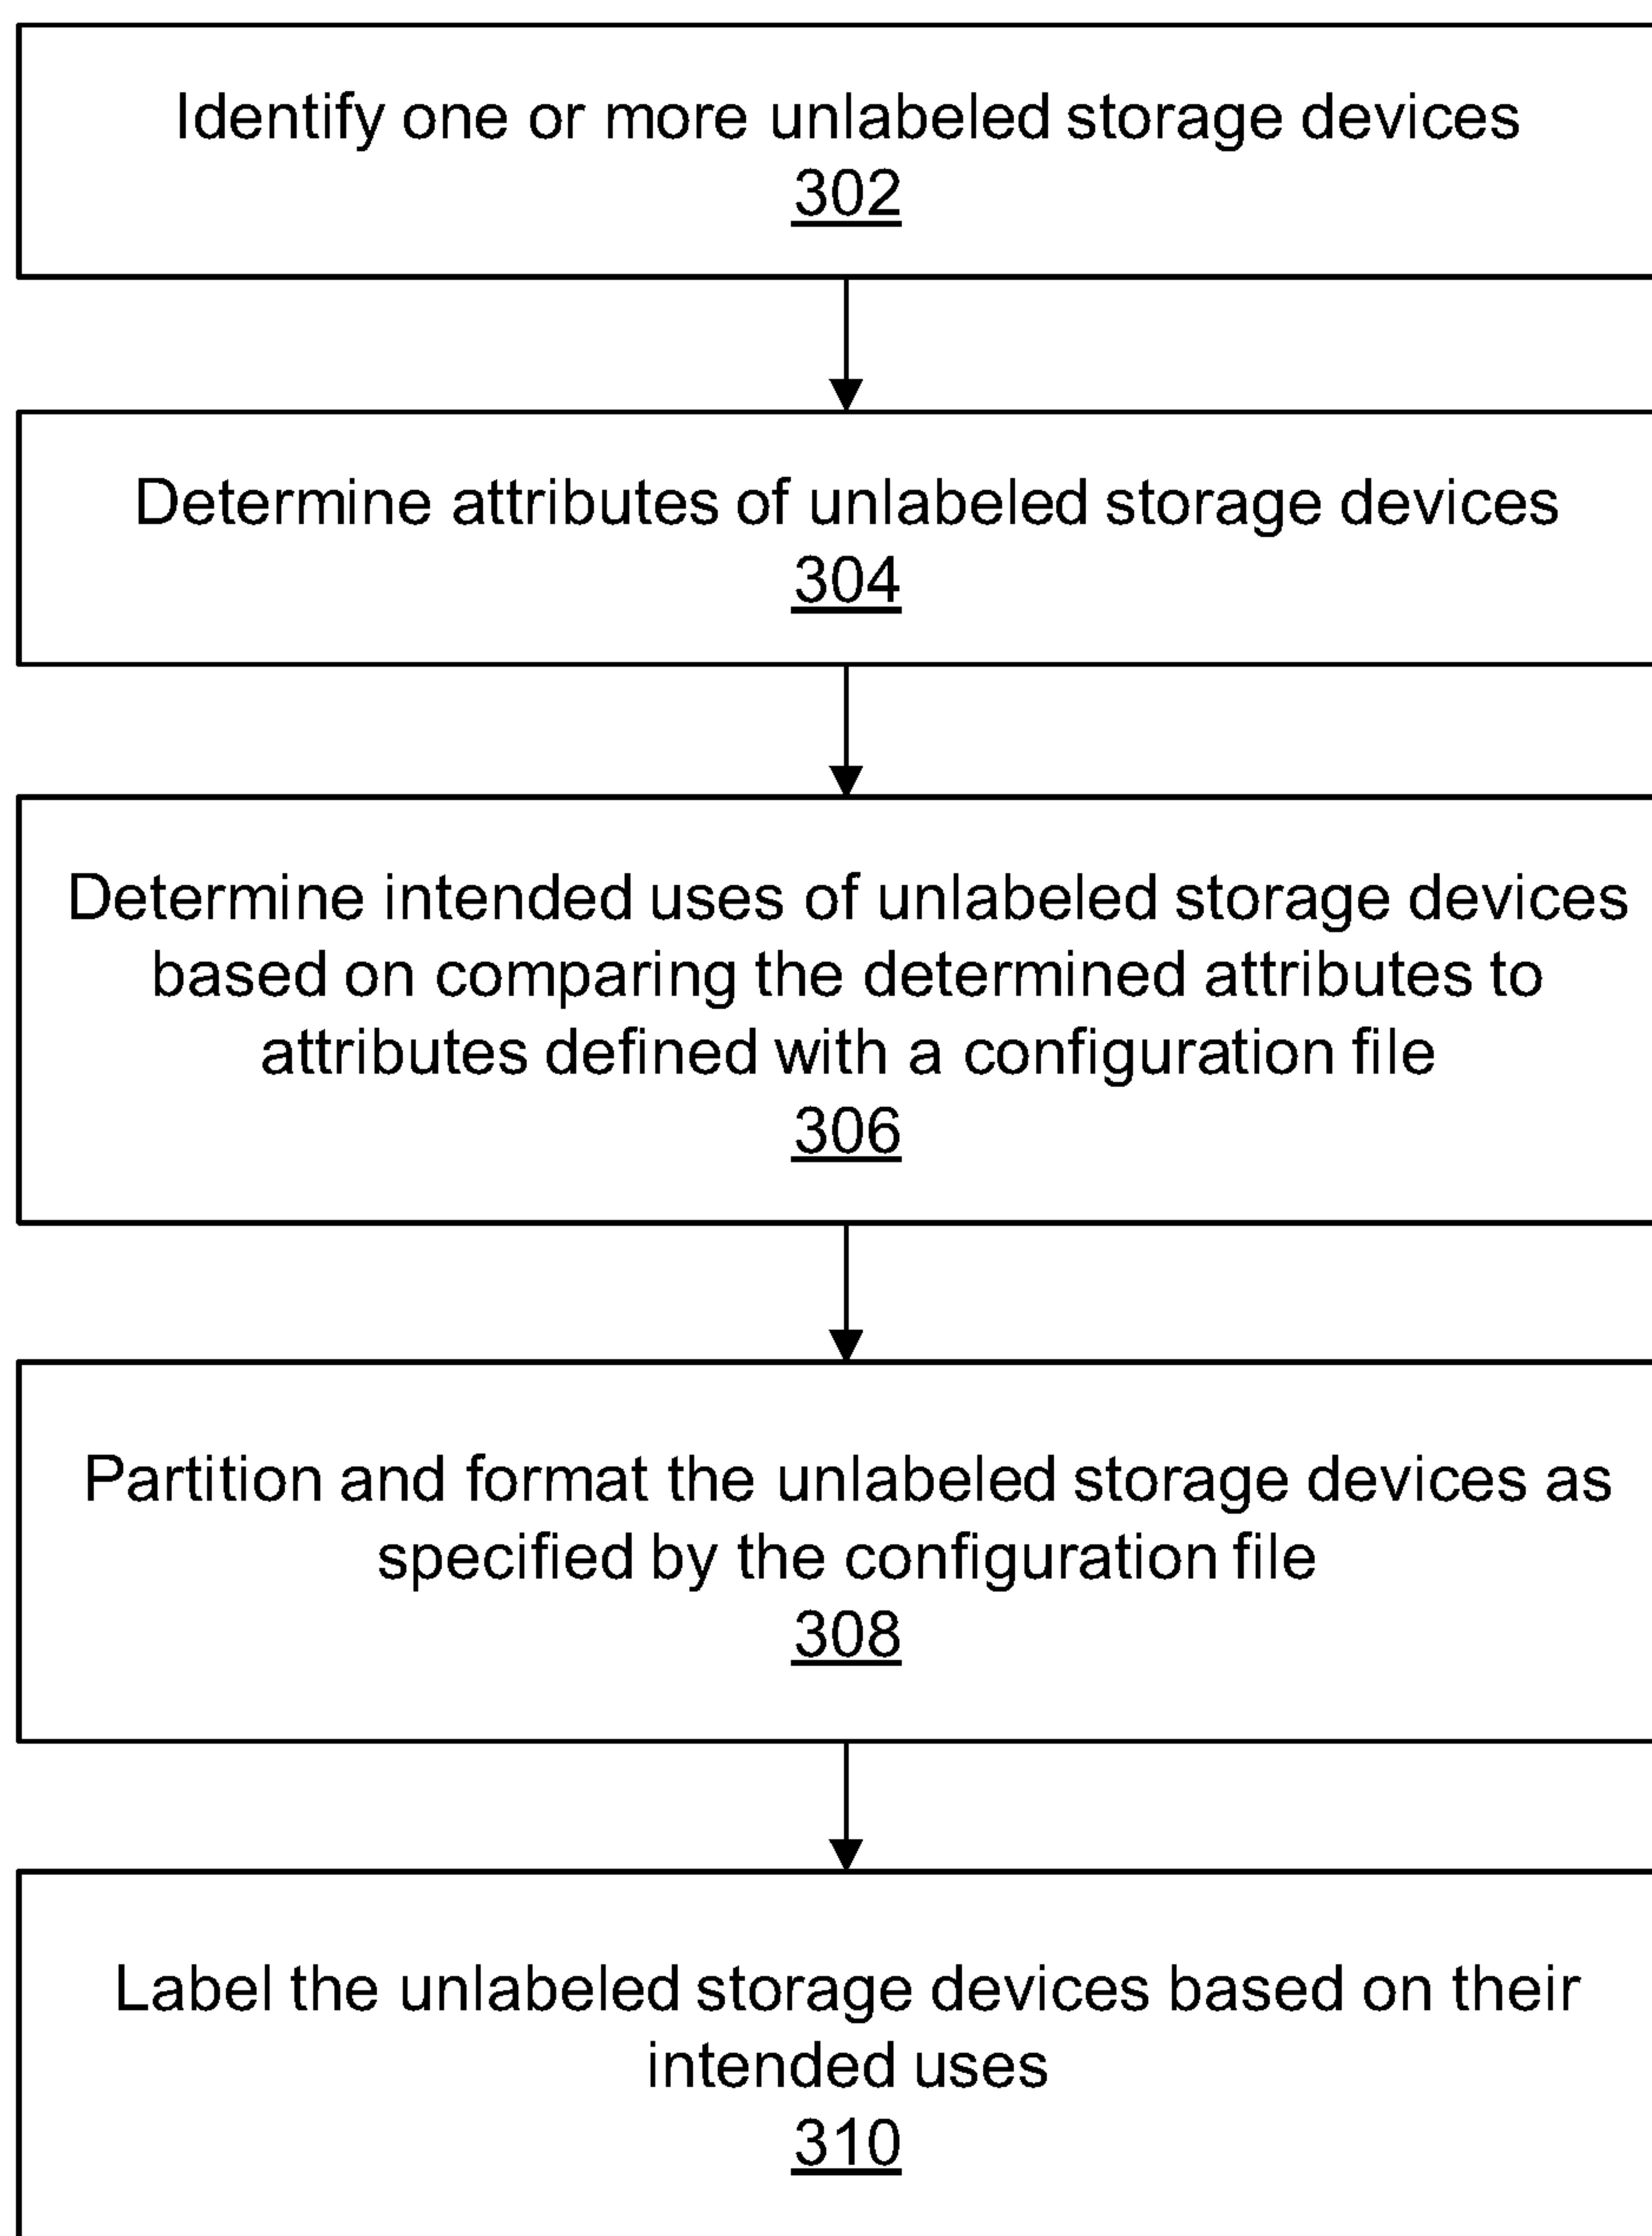 Identify one or more unlabeled storage devices
302
Determine attributes of unlabeled storage devices
304
Determine intended uses of unlabeled storage devices
based on comparing the determined attributes to
attributes defined with a configuration file
306
Partition and format the unlabeled storage devices as
specified by the configuration file
308
Label the unlabeled storage devices based on their
intended uses
310